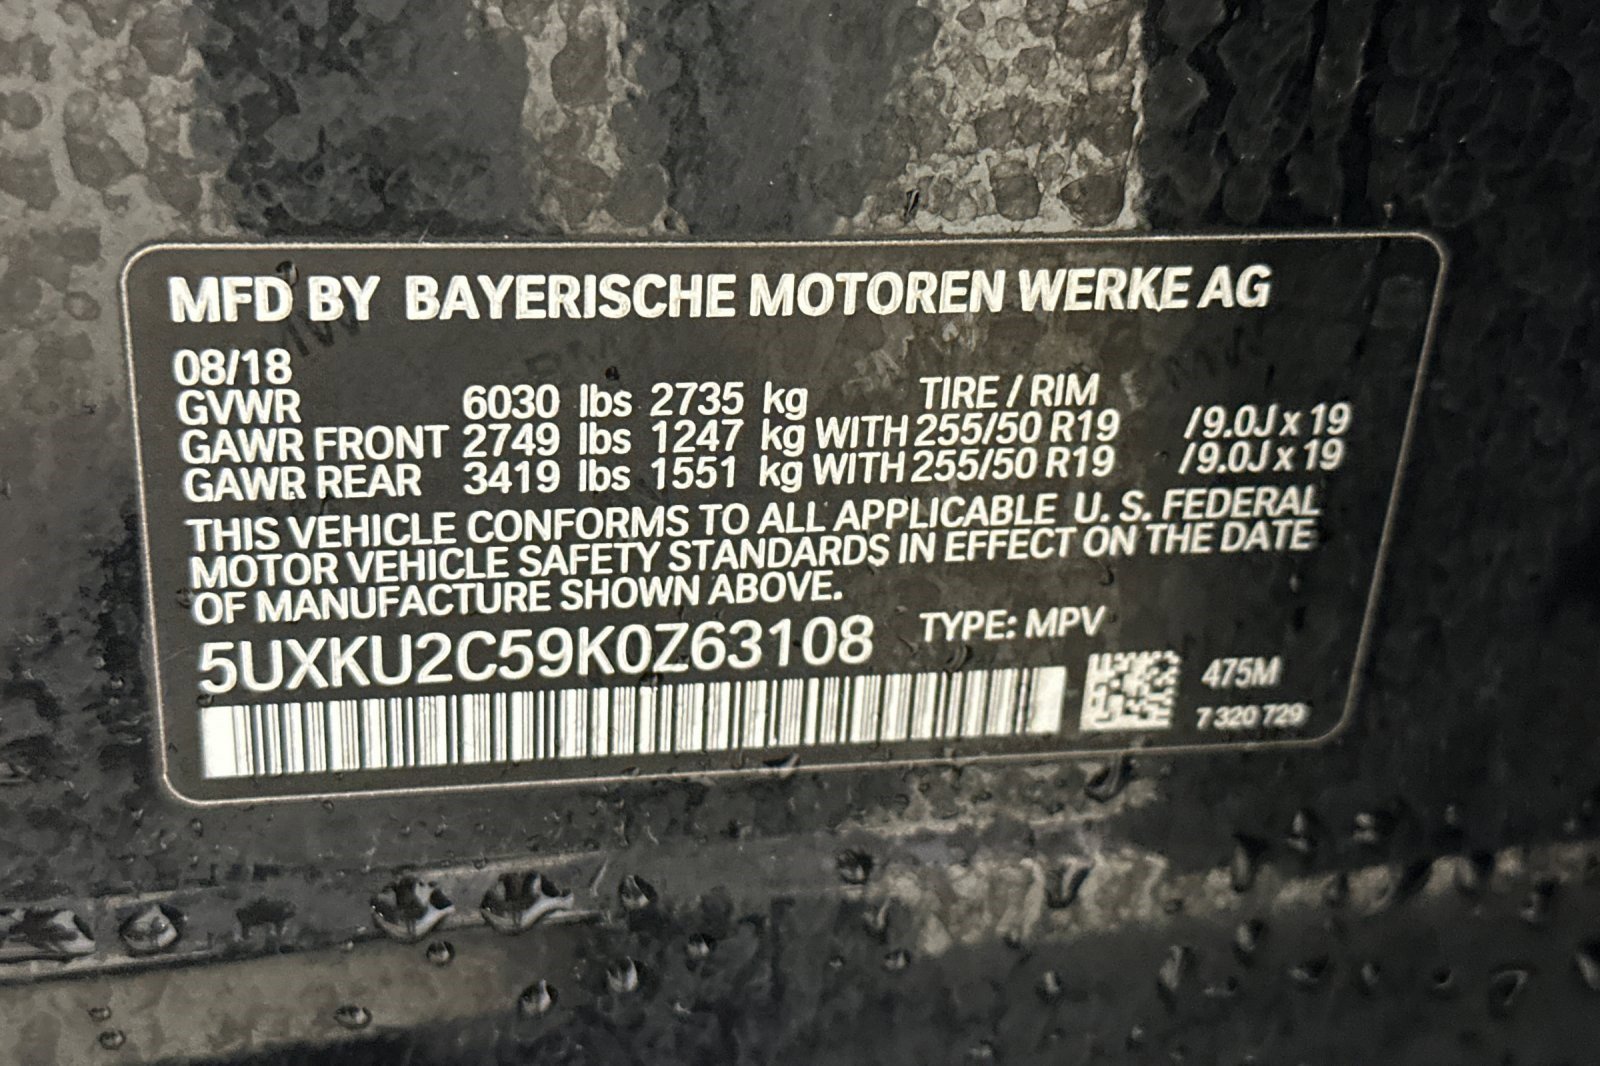 MFD BY BAYERISCHE MOTOREN WERKE AG
08/18
GVWR 6030 lbs 2735 kg TIRE / RIM
GAWR FRONT 2749 lbs 1247 kg WITH 255/50 R19 /9.0J x 19
GAWR REAR 3419 lbs 1551 kg WITH 255/50 R19 /9.0J x 19
THIS VEHICLE CONFORMS TO ALL APPLICABLE U. S. FEDERAL
MOTOR VEHICLE SAFETY STANDARDS IN EFFECT ON THE DATE
OF MANUFACTURE SHOWN ABOVE.
5UXKU2C59K0Z63108 TYPE: MPV
475M
7 320 729